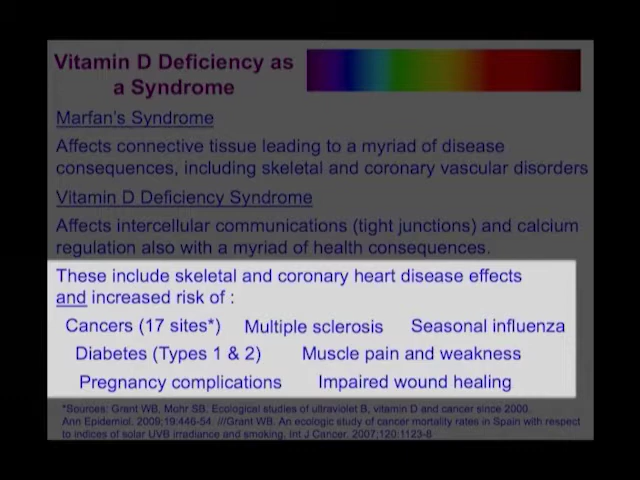 Vitamin D Deficiency as
a Syndrome
Marfan's Syndrome
Affects connective tissue leading to a myriad of disease
consequences, including skeletal and coronary vascular disorders
Vitamin D Deficiency Syndrome
Affects intercellular communications (tight junctions) and calcium
regulation also with a myriad of health consequences.
These include skeletal and coronary heart disease effects
and increased risk of :
Cancers (17 sites*) Multiple sclerosis Seasonal influenza
Diabetes (Types 1 & 2) Muscle pain and weakness
Pregnancy complications Impaired wound healing
*Sources: Grant WB, Mohr SB. Ecological studies of ultraviolet B, vitamin D and cancer since 2000.
Ann Epidemiol. 2009;19:446-54. ///Grant WB. An ecologic study of cancer mortality rates in Spain with respect
to indices of solar UVB irradiance and smoking. Int J Cancer. 2007;120:1123-8